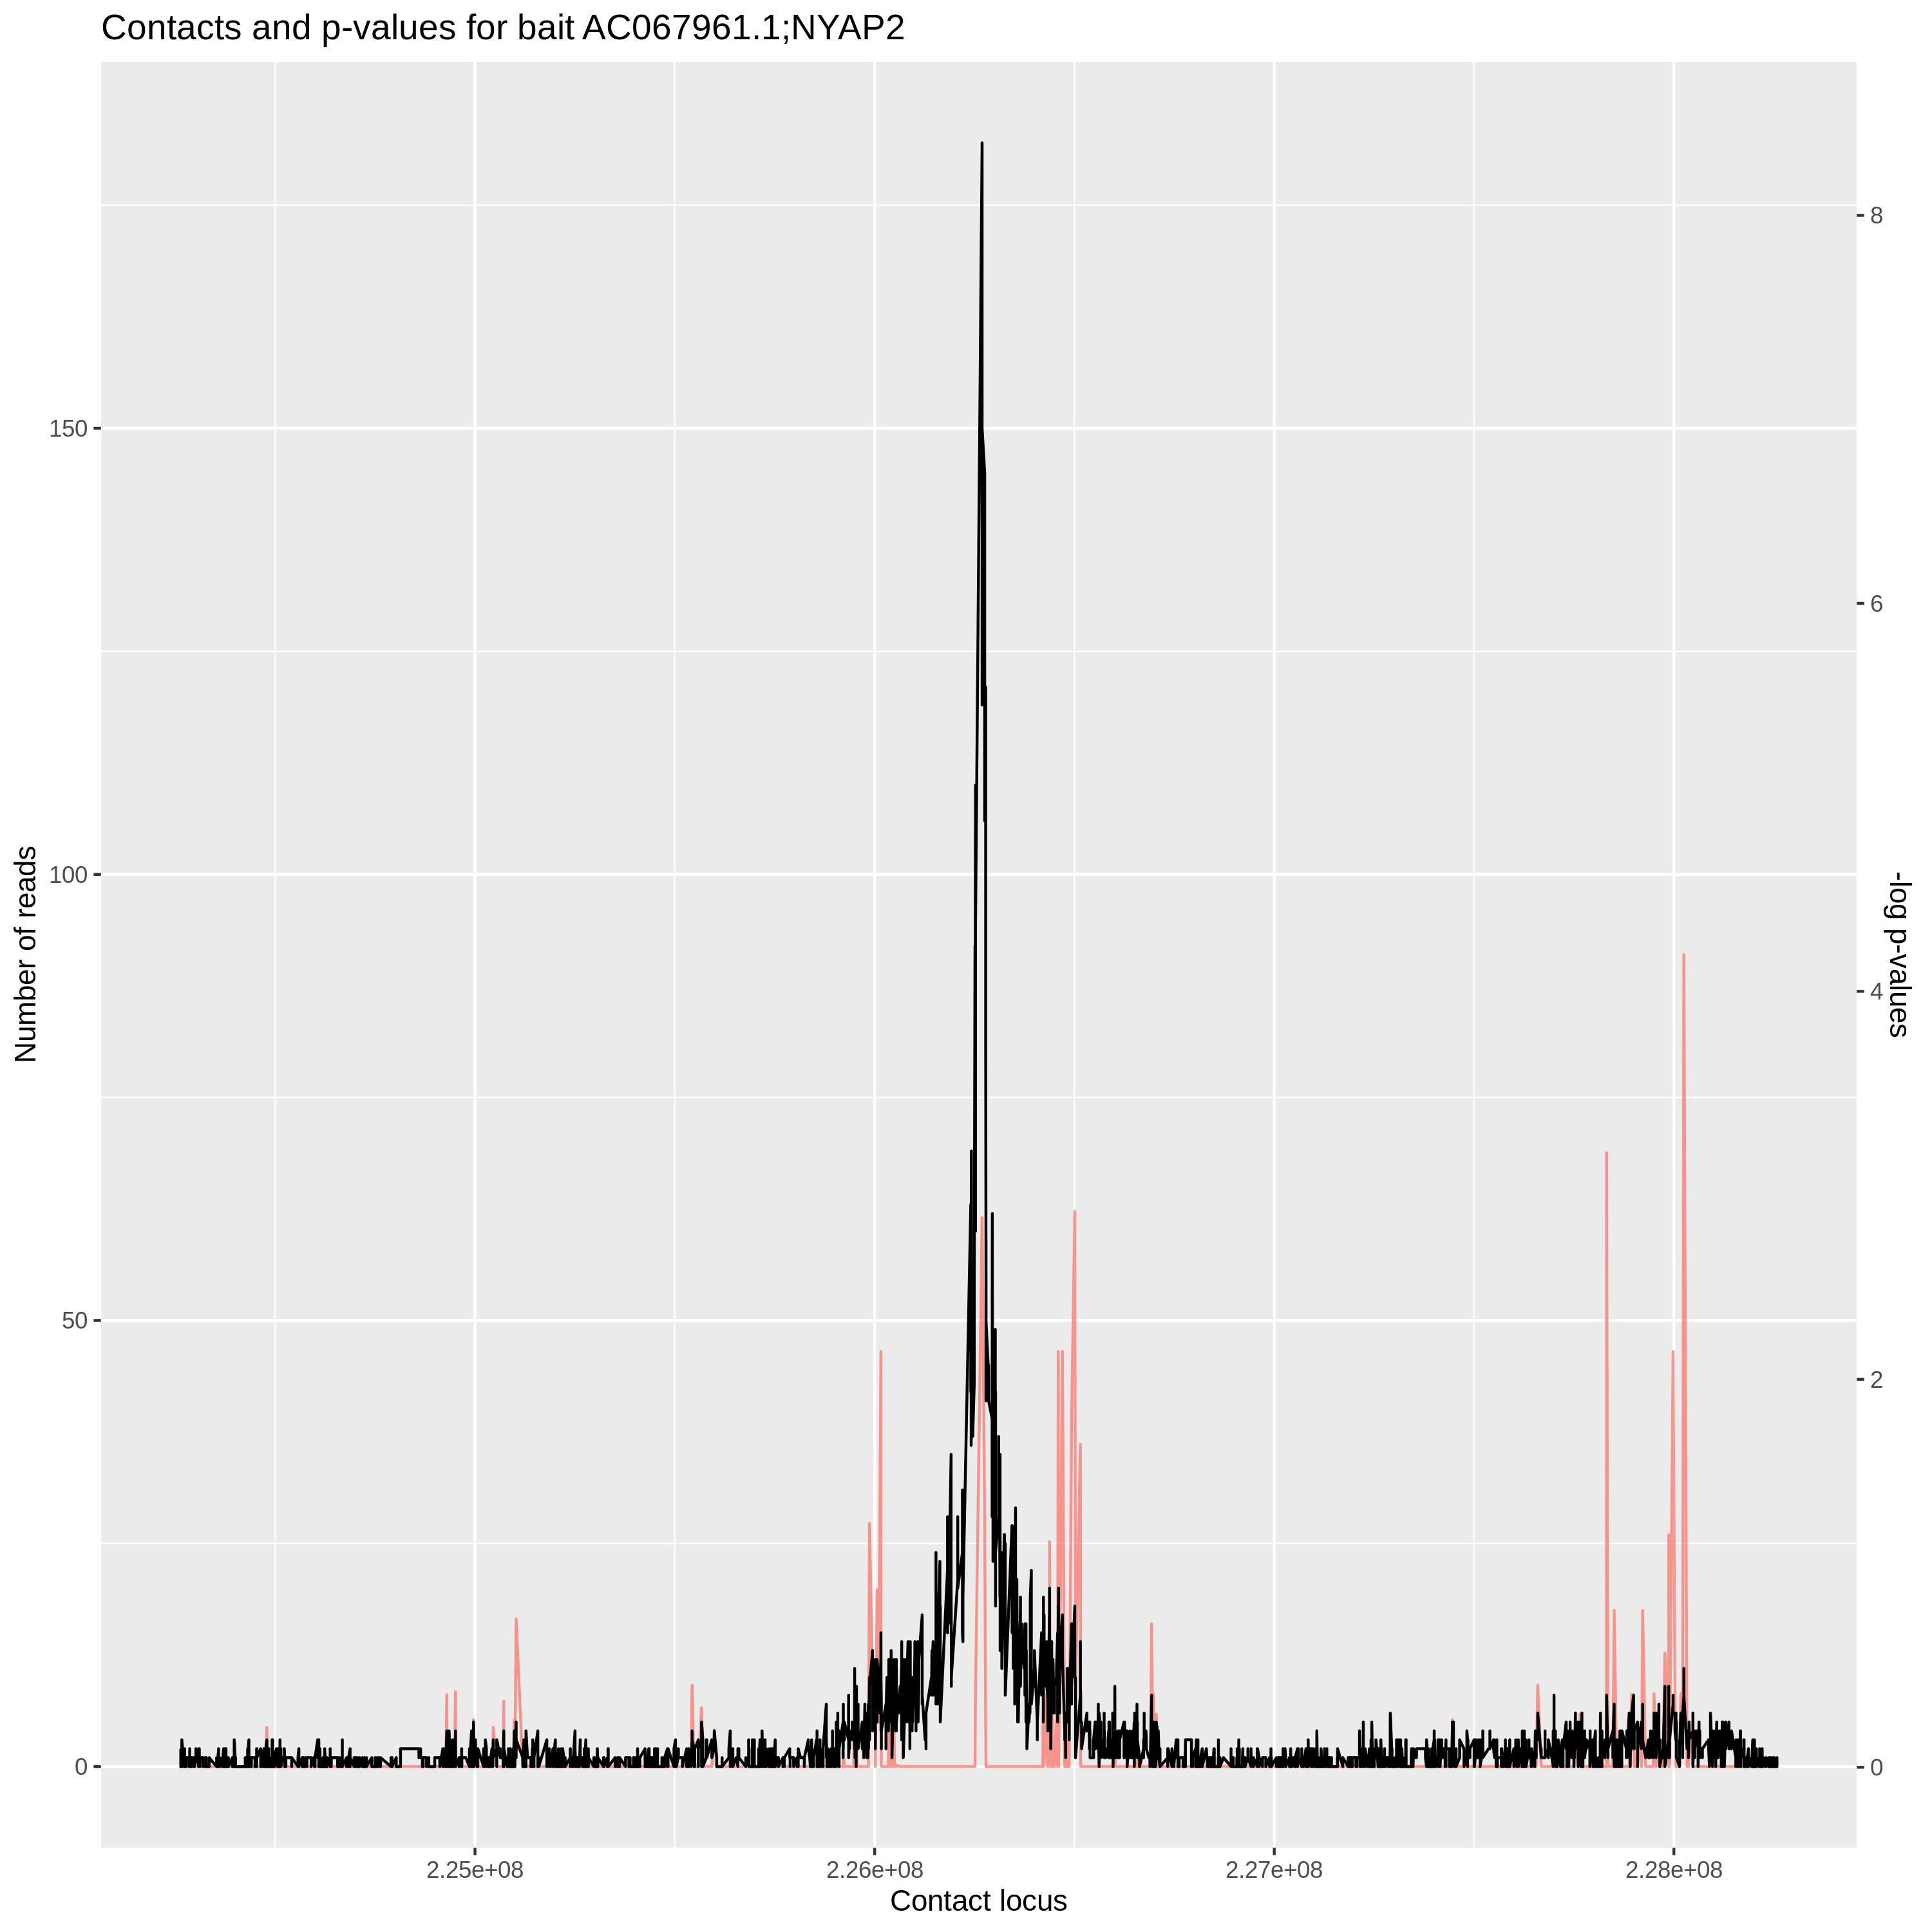 Contacts and p-values for bait AC067961.1;NYAP2
150
100
50
0
Number of reads
8
6
4
2
0
-log p-values
2.25e+08
2.26e+08
2.27e+08
2.28e+08
Contact locus